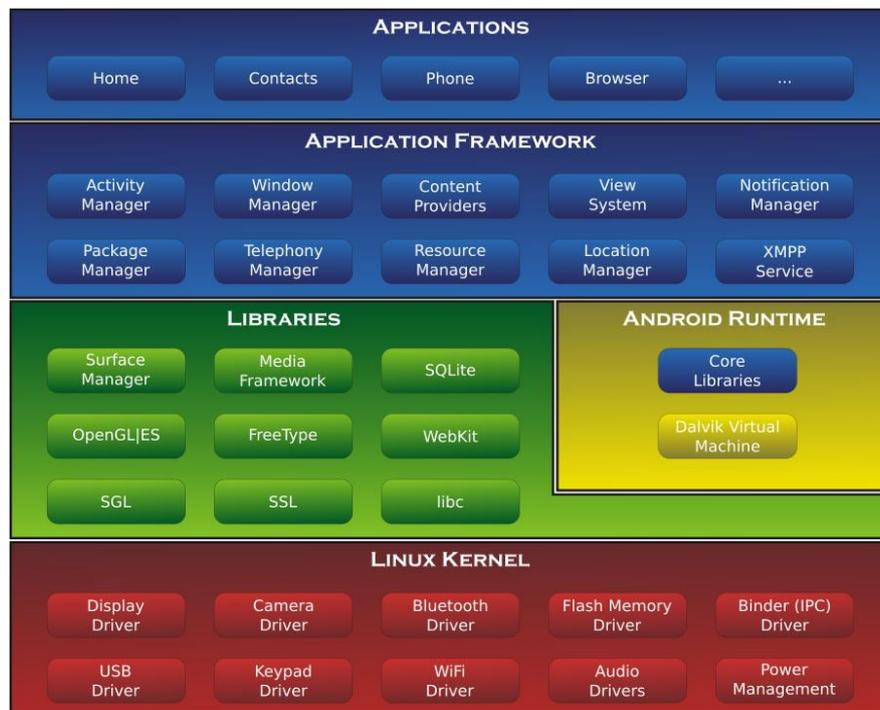 APPLICATIONS
Home
Contacts
Phone
Browser
...
APPLICATION FRAMEWORK
Activity
Manager
Window
Manager
Content
Providers
View
System
Notification
Manager
Package
Manager
Telephony
Manager
Resource
Manager
Location
Manager
XMPP
Service
LIBRARIES
Surface
Manager
Media
Framework
SQLite
OpenGL|ES
FreeType
WebKit
SGL
SSL
libc
ANDROID RUNTIME
Core
Libraries
Dalvik Virtual
Machine
LINUX KERNEL
Display
Driver
Camera
Driver
Bluetooth
Driver
Flash Memory
Driver
Binder (IPC)
Driver
USB
Driver
Keypad
Driver
WiFi
Driver
Audio
Drivers
Power
Management